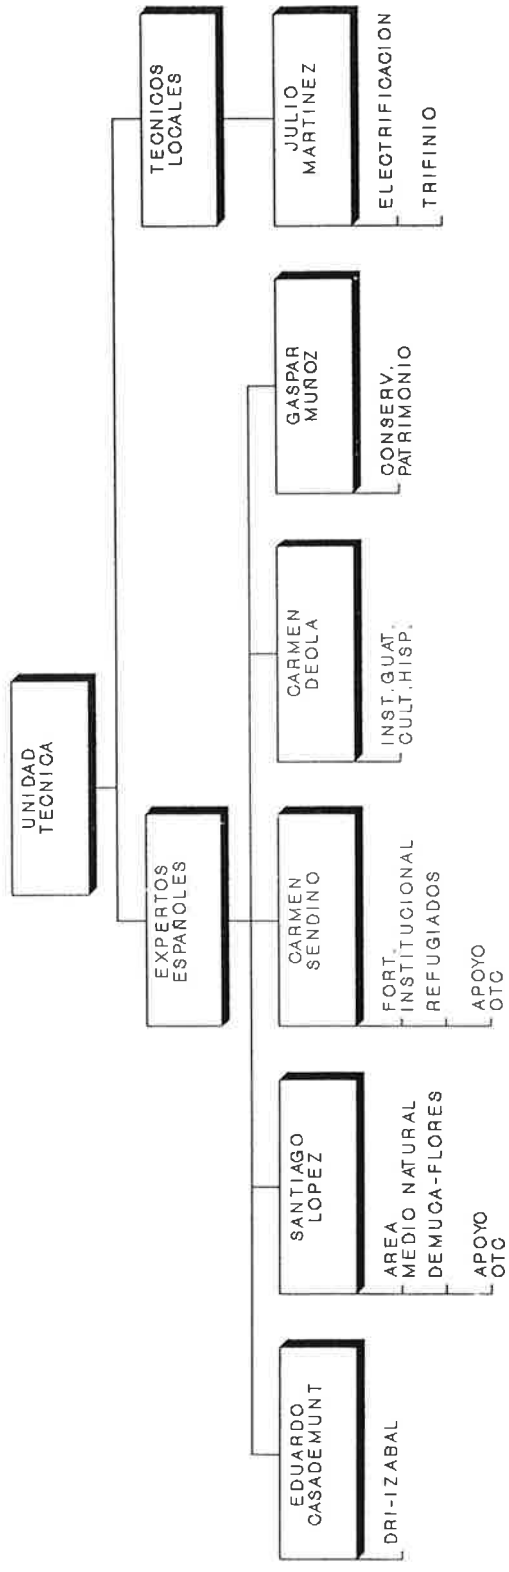 UNIDAD
TECNICA
EXPERTOS
ESPAÑOLES
TECNICOS
LOCALES
EDUARDO
CASADEMUNT
DRI-IZABAL
SANTIAGO
LOPEZ
AREA
MEDIO NATURAL
DEMUCA-FLORES
APOYO
OTC
CARMEN
SENDINO
FORT.
INSTITUCIONAL
REFUGIADOS
APOYO
OTC
CARMEN
DEOLA
INST.GUAT.
CULT.HISP.
GASPAR
MUÑOZ
CONSERV.
PATRIMONIO
JULIO
MARTINEZ
ELECTRIFICACION
TRIFINIO